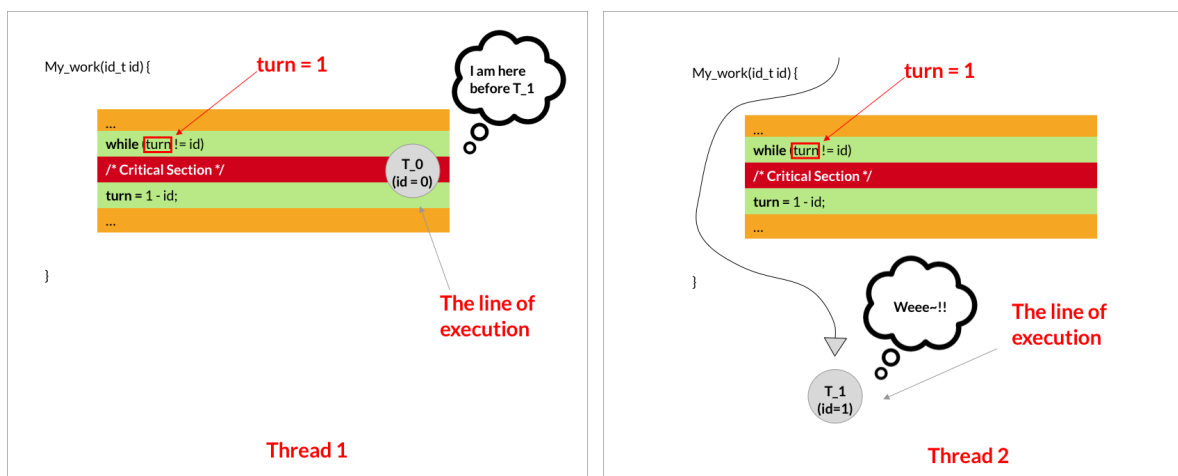 My_work(id_t id) {
turn = 1
I am here
before T_1
...
while (turn != id)
/* Critical Section */
turn = 1 - id;
...
T_0
(id = 0)
}
The line of
execution
Thread 1
My_work(id_t id) {
turn = 1
...
while (turn != id)
/* Critical Section */
turn = 1 - id;
...
}
Weee~!!
The line of
execution
T_1
(id=1)
Thread 2